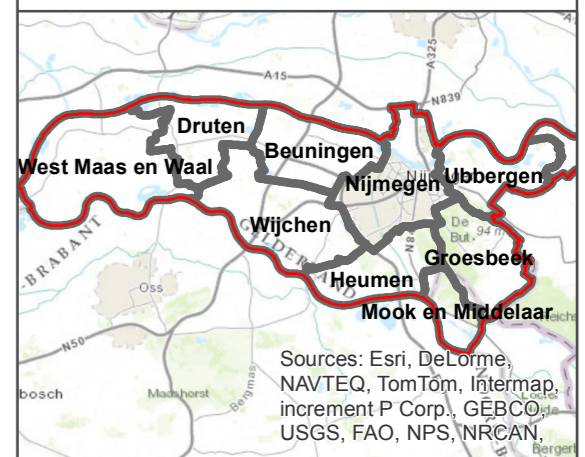 A325
A15
N839
Druten
Beuningen
West Maas en Waal
Nijmegen
Ubbergen
Wijchen
De
But.
94 m
GELDERLAND
-BRABANT
Groesbeek
Heumen
Oss
Mook en Middelaar
N50
Sources: Esri, DeLorme,
NAVTEQ, TomTom, Intermap,
increment P Corp., GEBCO,
USGS, FAO, NPS, NRCAN,
bosch
Maashorst
Bergmas